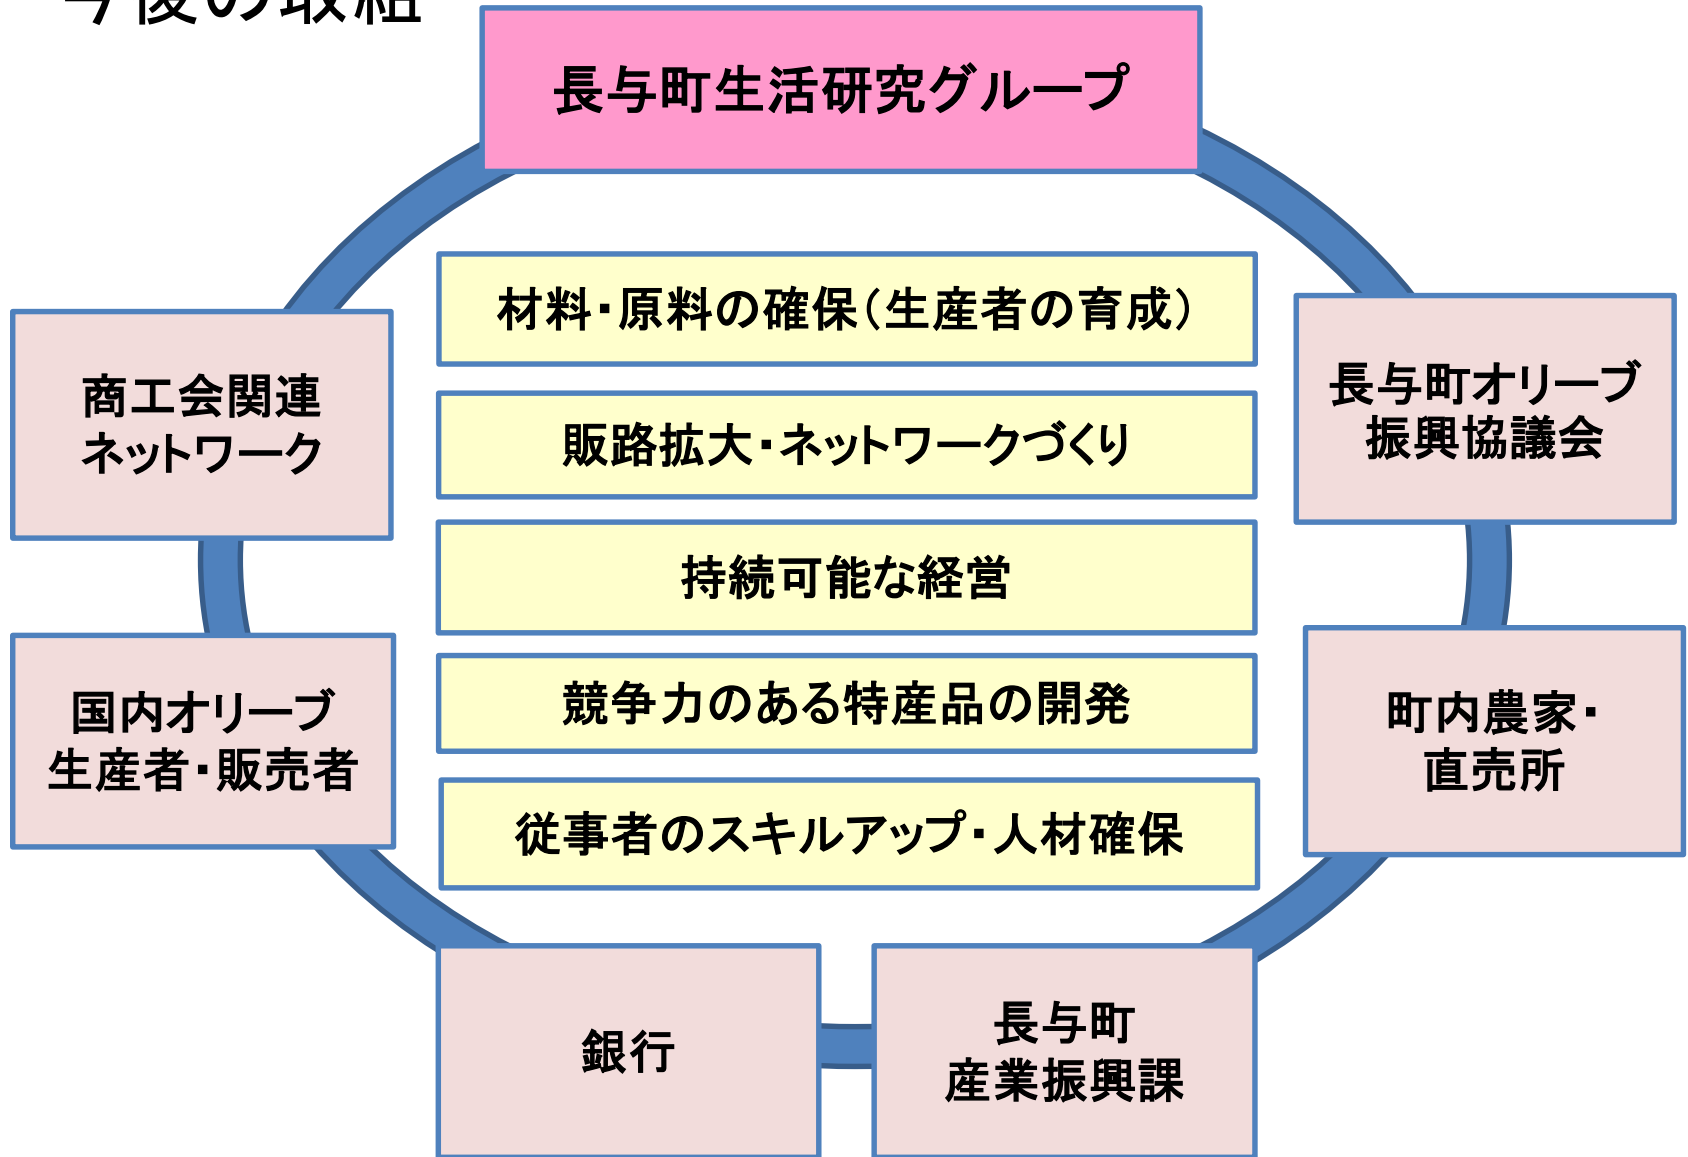 今後の取組
長与町生活研究グループ
材料・原料の確保（生産者の育成）
販路拡大・ネットワークづくり
持続可能な経営
競争力のある特産品の開発
従事者のスキルアップ・人材確保
商工会関連
ネットワーク
長与町オリーブ
振興協議会
国内オリーブ
生産者・販売者
町内農家・
直売所
銀行
長与町
産業振興課